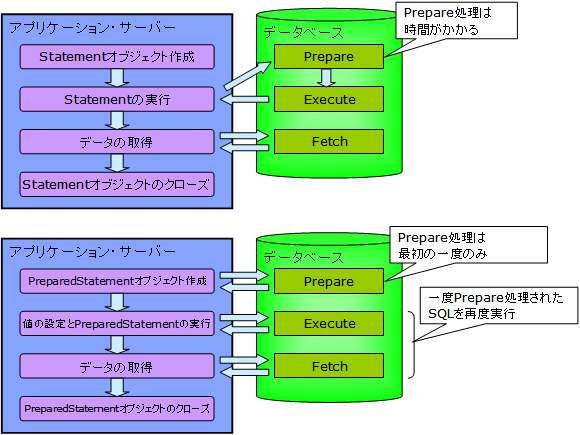 アプリケーション・サーバー
Statementオブジェクト作成
Statementの実行
データの取得
Statementオブジェクトのクローズ
データベース
Prepare
Execute
Fetch
Prepare処理は
時間がかかる
アプリケーション・サーバー
PreparedStatementオブジェクト作成
値の設定とPreparedStatementの実行
データの取得
PreparedStatementオブジェクトのクローズ
データベース
Prepare
Execute
Fetch
Prepare処理は
最初の一度のみ
一度Prepare処理された
SQLを再度実行